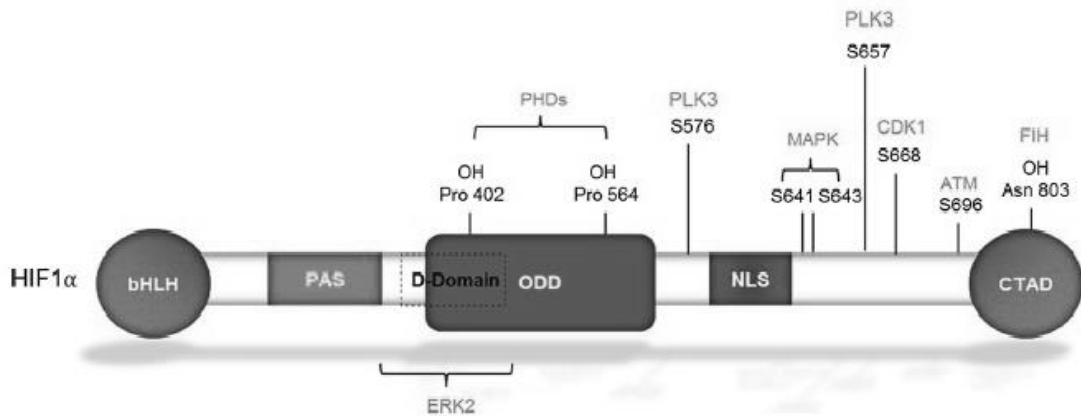 PLK3
S657
PHDs
PLK3
S576
MAPK
CDK1
S668
FIH
OH
Pro 402
OH
Pro 564
S641
S643
ATM
S696
OH
Asn 803
HIF1α
bHLH
PAS
D-Domain
ODD
NLS
CTAD
ERK2